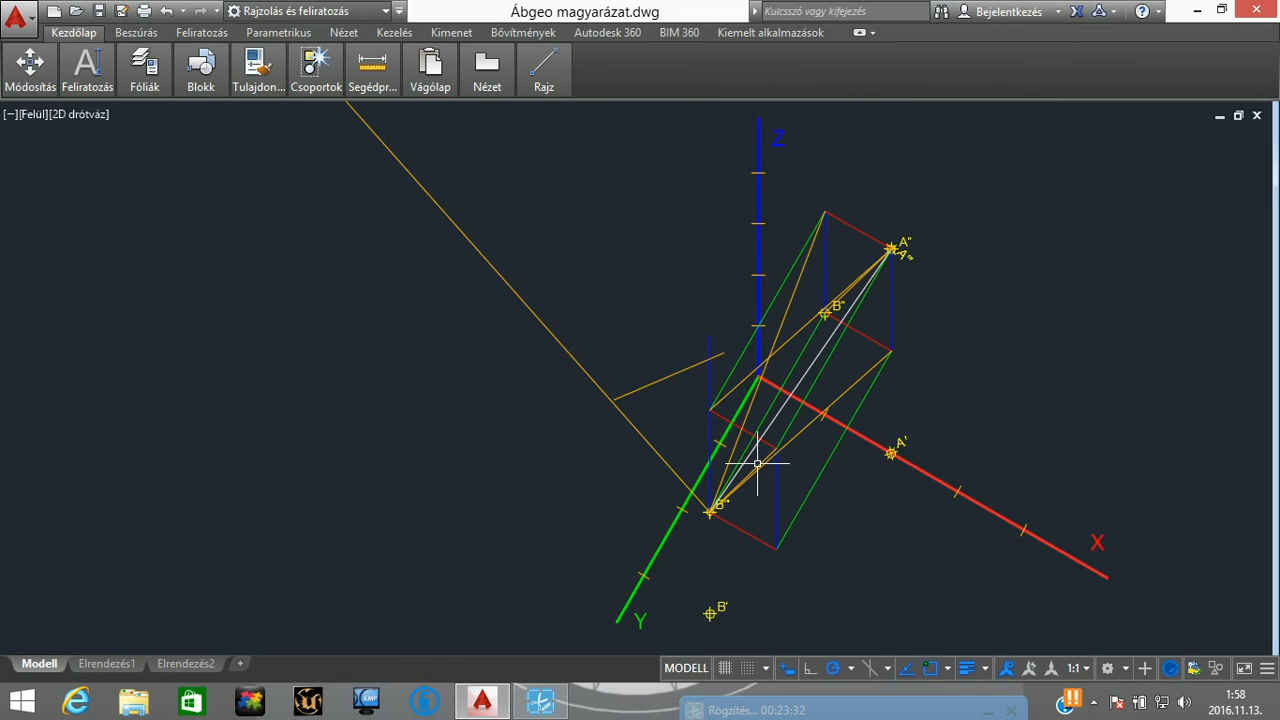 Rajzolás és feliratozás
Ábgeo magyarázat.dwg
Kulcsszó vagy kifejezés
Bejelentkezés
Kezdőlap
Beszúrás
Feliratozás
Parametrikus
Nézet
Kezelés
Kimenet
Bővítmények
Autodesk 360
BIM 360
Kiemelt alkalmazások
Módosítás
Feliratozás
Fóliák
Blokk
Tulajdon...
Csoportok
Segédpr...
Vágólap
Nézet
Rajz
[−][Felül][2D drótváz]
Z
A"
A'"
B"
A'
B'"
X
B'
Y
Modell
Elrendezés1
Elrendezés2
MODELL
1:1
Rögzítés... 00:23:32
1:58
2016.11.13.